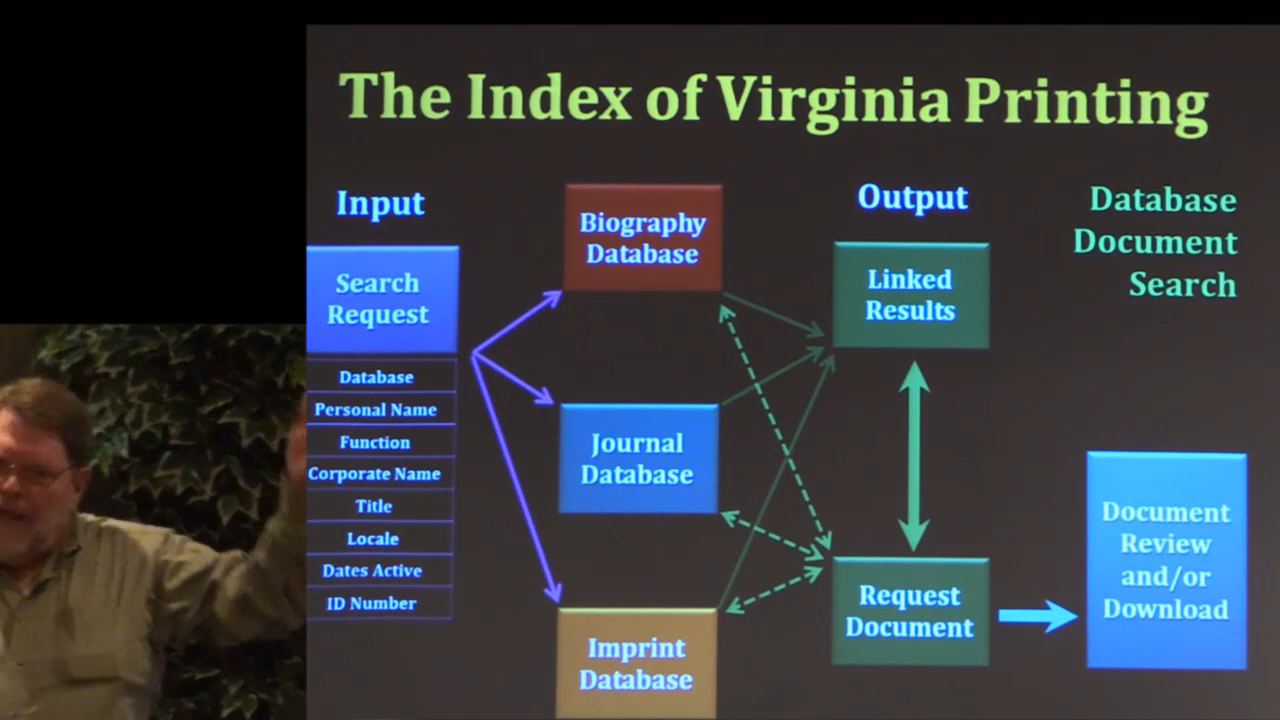 The Index of Virginia Printing
Input
Search
Request
Database
Personal Name
Function
Corporate Name
Title
Locale
Dates Active
ID Number
Biography
Database
Journal
Database
Imprint
Database
Output
Linked
Results
Request
Document
Database
Document
Search
Document
Review
and/or
Download